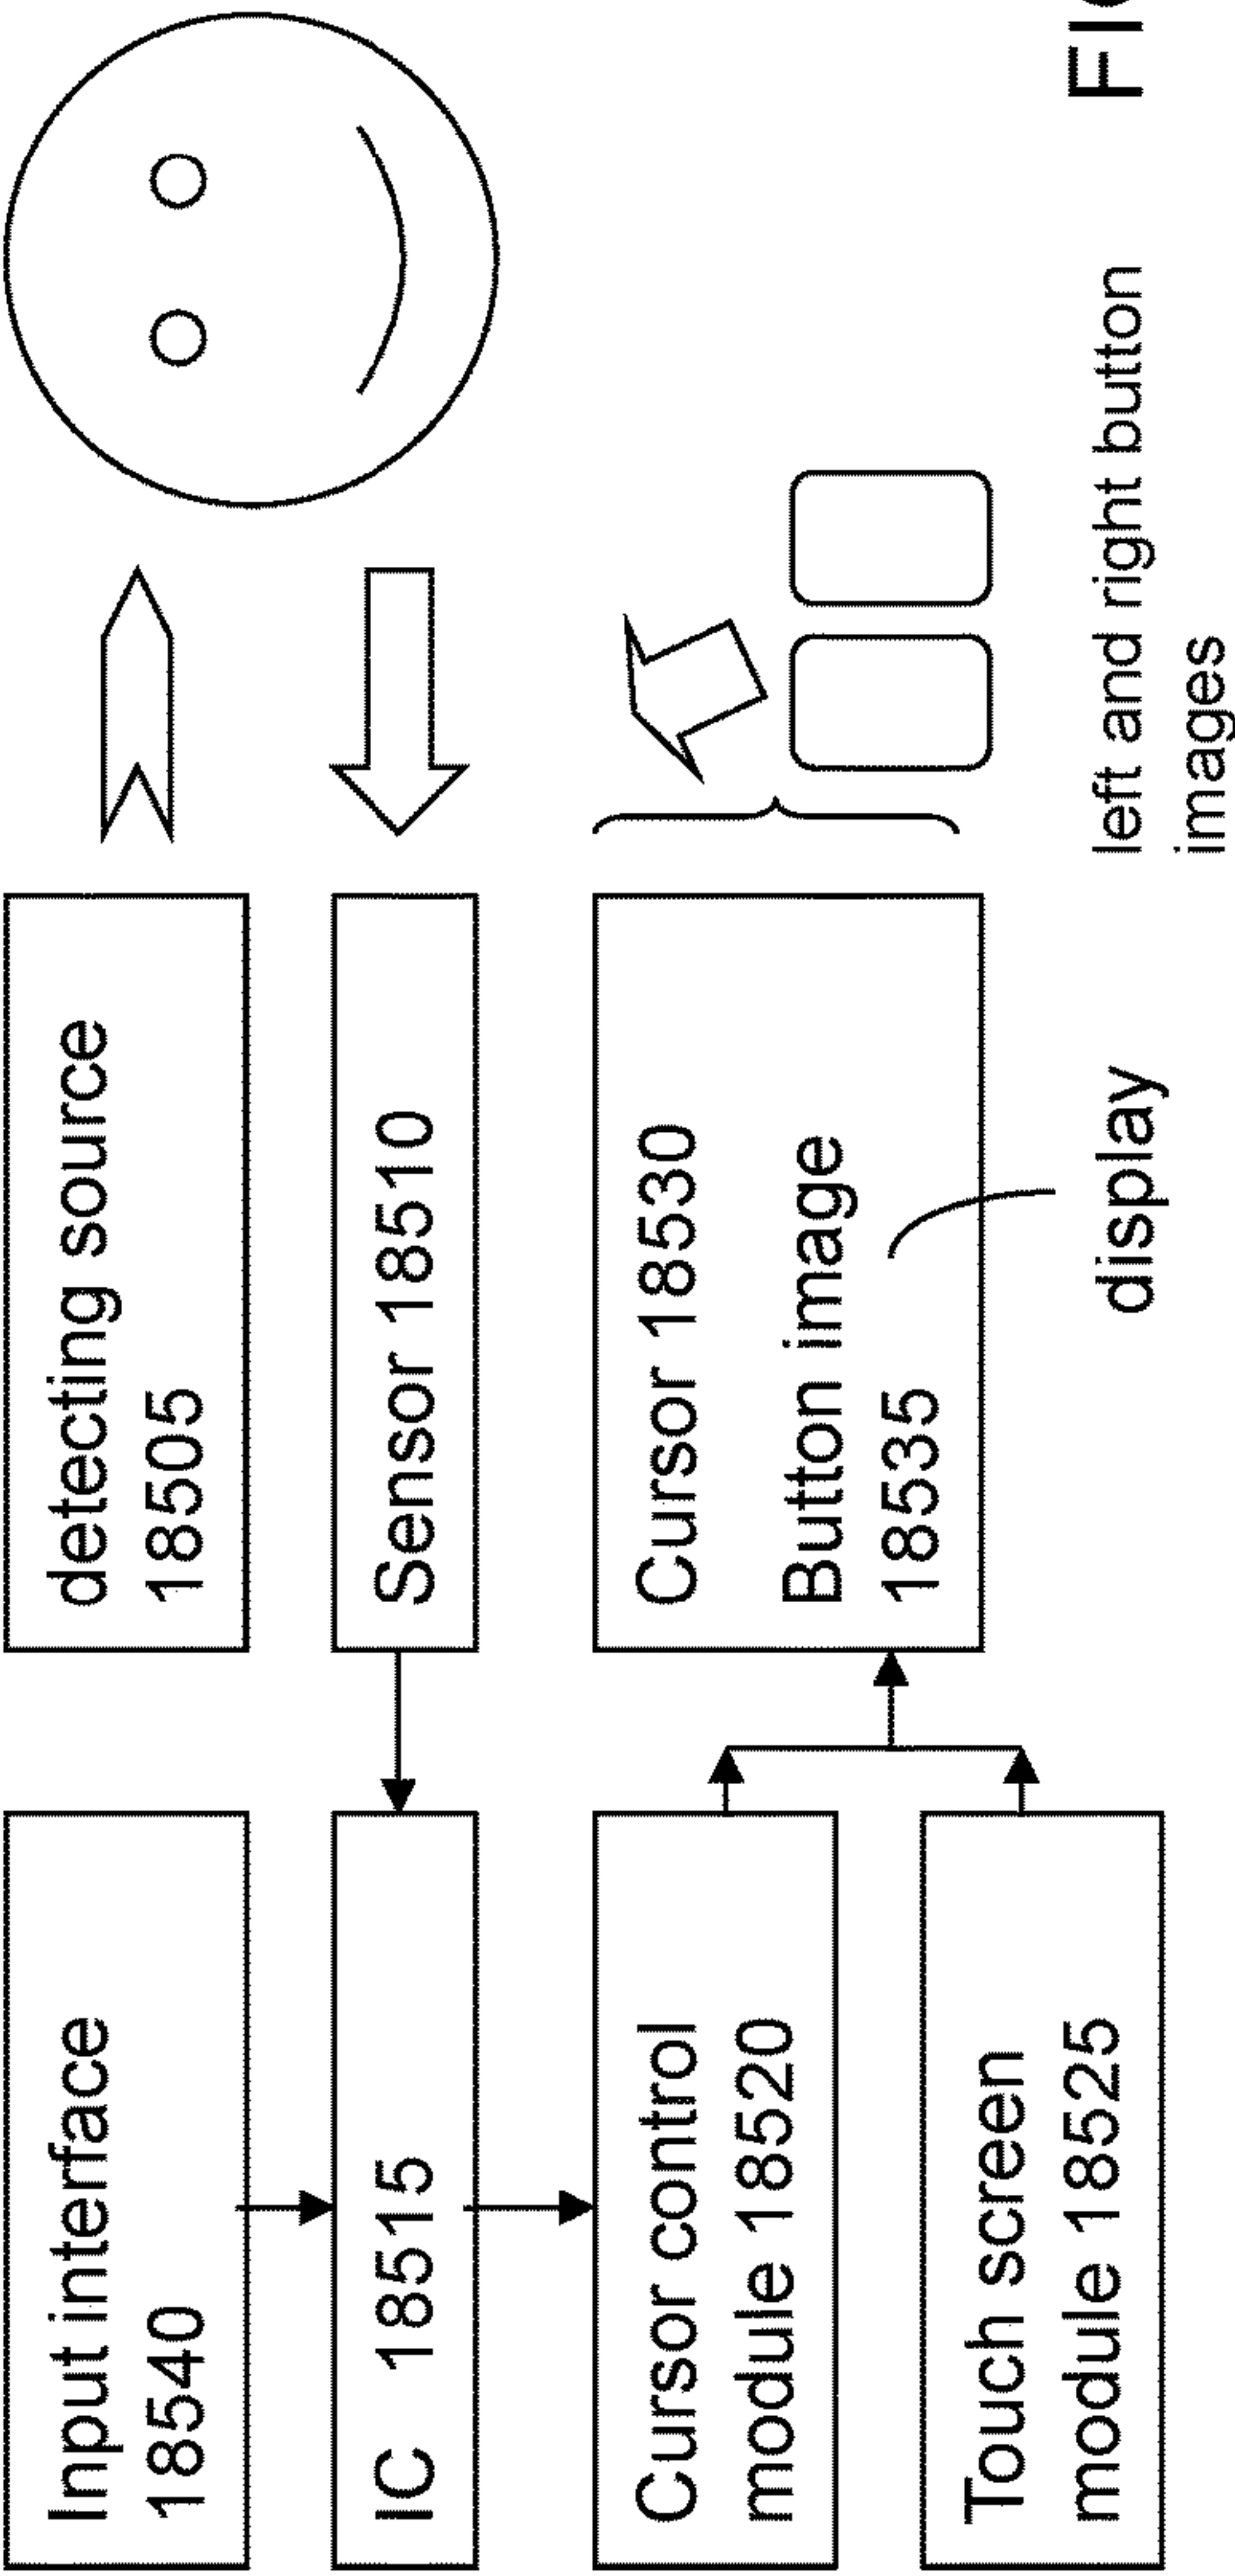 Input interface
18540
detecting source
18505
IC 18515
Sensor 18510
Cursor control
module 18520
Cursor 18530
Button image
18535
Touch screen
module 18525
display
left and right button
images